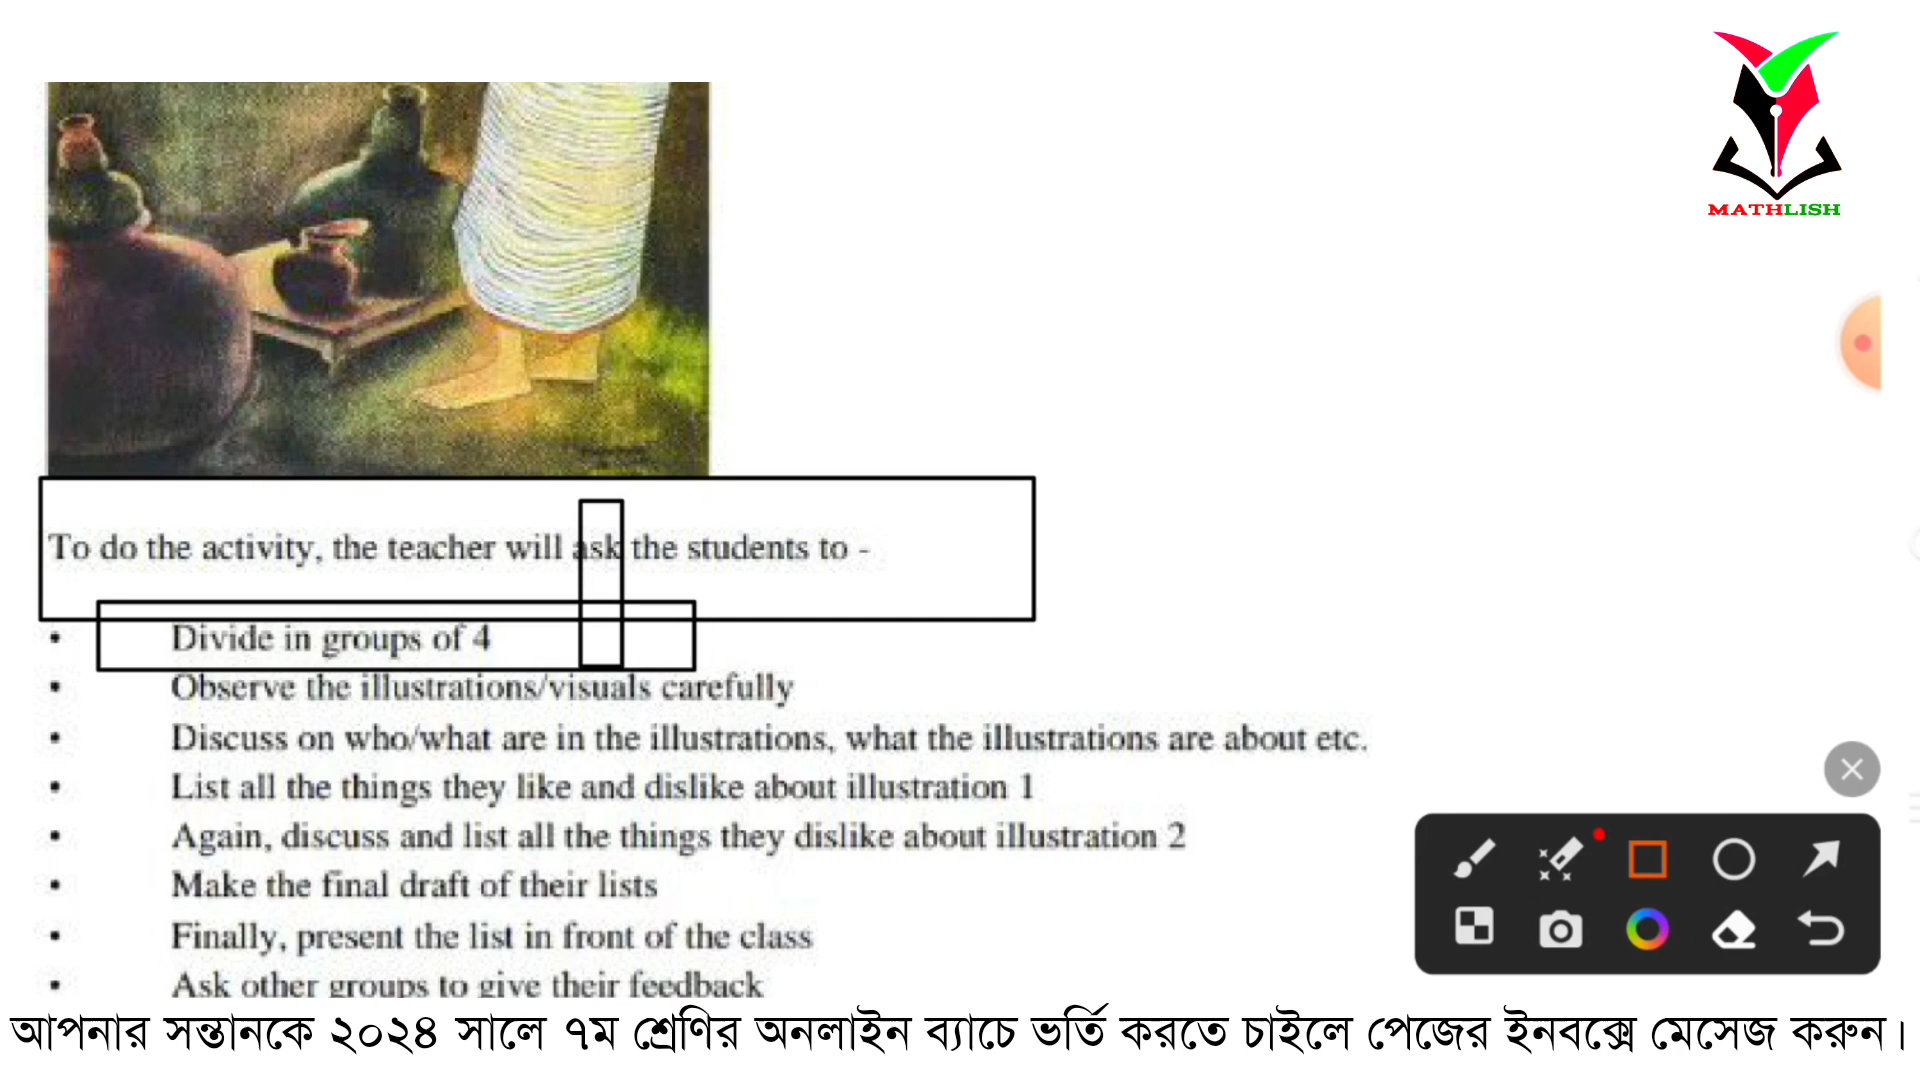 MATHLISH
To do the activity, the teacher will ask the students to -
• Divide in groups of 4
• Observe the illustrations/visuals carefully
• Discuss on who/what are in the illustrations, what the illustrations are about etc.
• List all the things they like and dislike about illustration 1
• Again, discuss and list all the things they dislike about illustration 2
• Make the final draft of their lists
• Finally, present the list in front of the class
• Ask other groups to give their feedback
আপনার সন্তানকে ২০২৪ সালে ৭ম শ্রেণির অনলাইন ব্যাচে ভর্তি করতে চাইলে পেজের ইনবক্সে মেসেজ করুন।